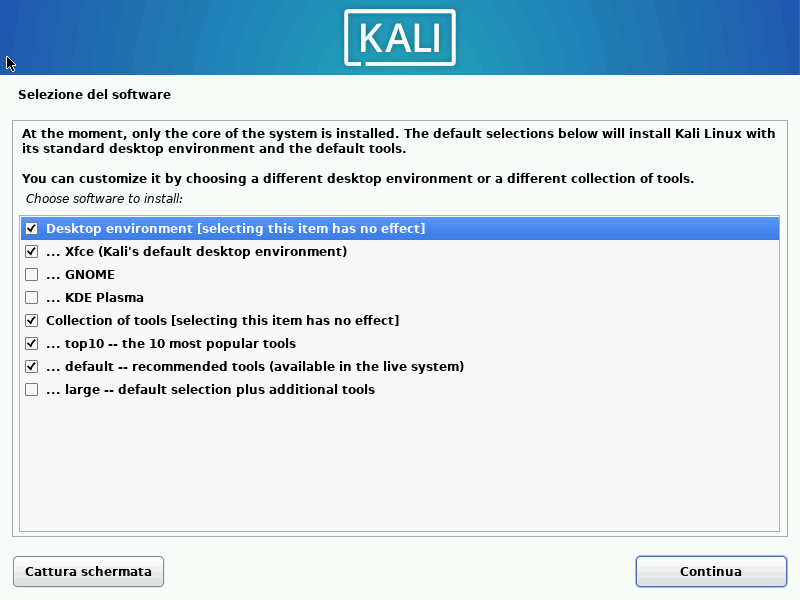 KALI
Selezione del software
At the moment, only the core of the system is installed. The default selections below will install Kali Linux with
its standard desktop environment and the default tools.
You can customize it by choosing a different desktop environment or a different collection of tools.
Choose software to install:
Desktop environment [selecting this item has no effect]
... Xfce (Kali's default desktop environment)
... GNOME
... KDE Plasma
Collection of tools [selecting this item has no effect]
... top10 -- the 10 most popular tools
... default -- recommended tools (available in the live system)
... large -- default selection plus additional tools
Cattura schermata
Continua